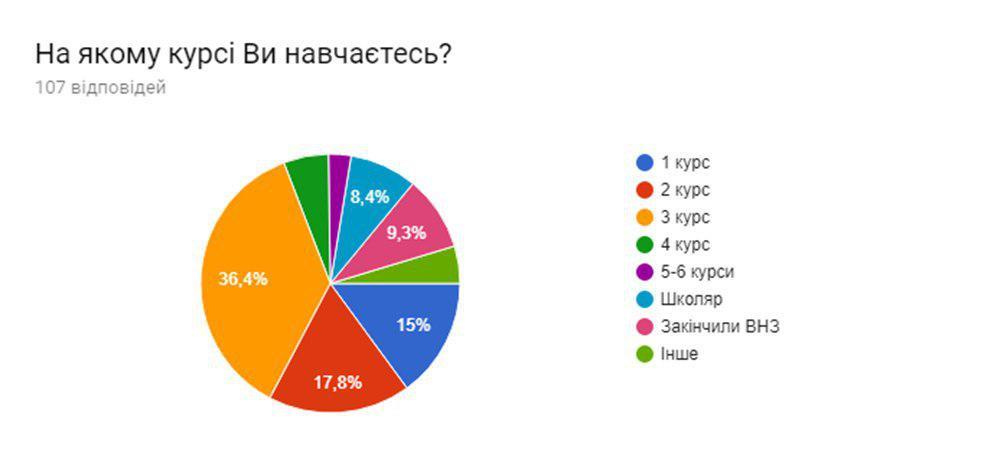 На якому курсі Ви навчаєтесь?
107 відповідей
8,4%
9,3%
36,4%
15%
17,8%
1 курс
2 курс
3 курс
4 курс
5-6 курси
Школяр
Закінчили ВНЗ
Інше